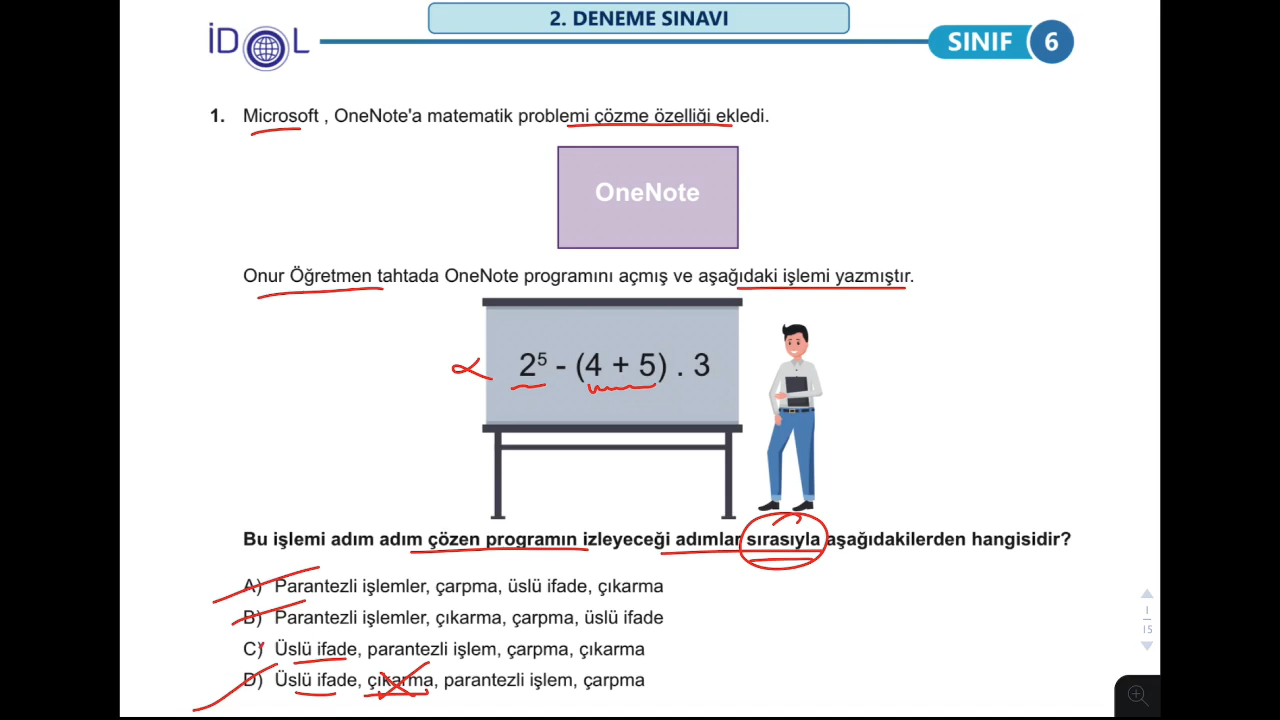 2. DENEME SINAVI
İDOL
SINIF 6
1. Microsoft , OneNote'a matematik problemi çözme özelliği ekledi.
OneNote
Onur Öğretmen tahtada OneNote programını açmış ve aşağıdaki işlemi yazmıştır.
2⁵ - (4 + 5) . 3
Bu işlemi adım adım çözen programın izleyeceği adımlar sırasıyla aşağıdakilerden hangisidir?
A) Parantezli işlemler, çarpma, üslü ifade, çıkarma
B) Parantezli işlemler, çıkarma, çarpma, üslü ifade
C) Üslü ifade, parantezli işlem, çarpma, çıkarma
D) Üslü ifade, çıkarma, parantezli işlem, çarpma
1
15